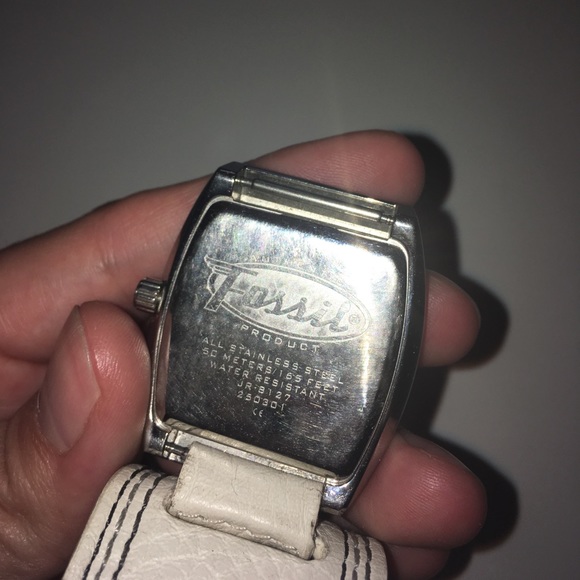 Fossil®
PRODUCT
ALL STAINLESS STEEL
50 METERS/165 FEET
WATER RESISTANT
JR-8127
250301
CE